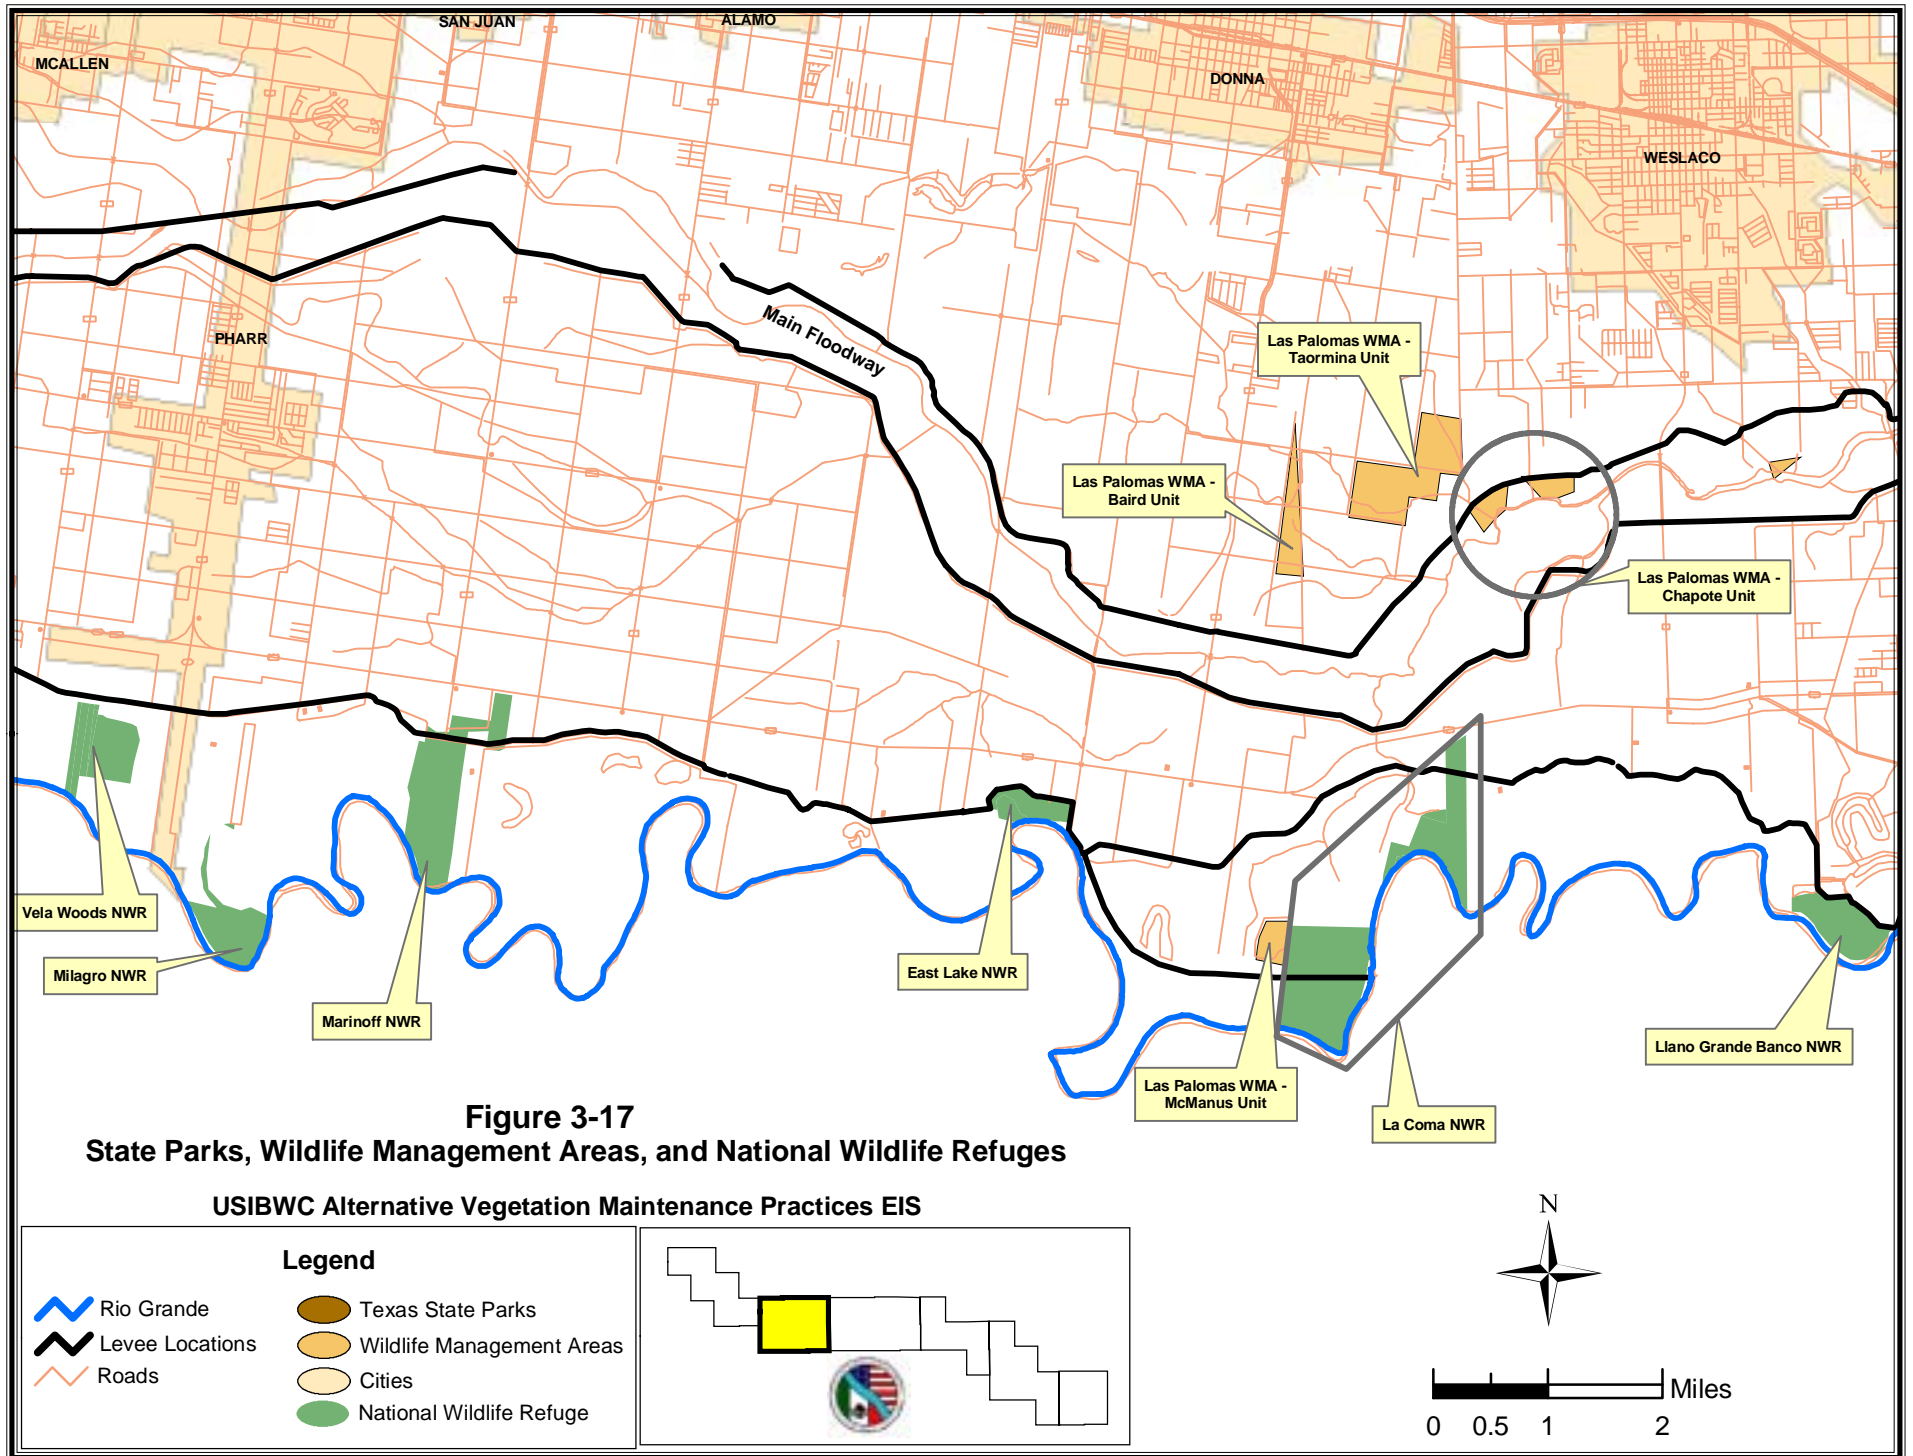 SAN JUAN
ALAMO
MCALLEN
DONNA
WESLACO
Main Floodway
PHARR
Las Palomas WMA -
Taormina Unit
Las Palomas WMA -
Baird Unit
Las Palomas WMA -
Chapote Unit
Vela Woods NWR
Milagro NWR
Marinoff NWR
East Lake NWR
Las Palomas WMA -
McManus Unit
La Coma NWR
Llano Grande Banco NWR
Figure 3-17
State Parks, Wildlife Management Areas, and National Wildlife Refuges
USIBWC Alternative Vegetation Maintenance Practices EIS
Legend
Rio Grande
Levee Locations
Roads
Texas State Parks
Wildlife Management Areas
Cities
National Wildlife Refuge
N
Miles
0 0.5 1 2